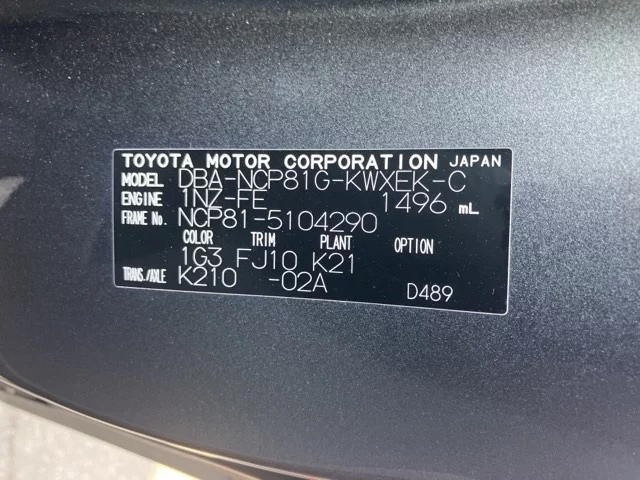 TOYOTA MOTOR CORPORATION JAPAN
MODEL DBA-NCP81G-KWXEK-C
ENGINE 1NZ-FE 1496 mL
FRAME No. NCP81-5104290
COLOR TRIM PLANT OPTION
1G3 FJ10 K21
TRANS./AXLE K210 -02A D489